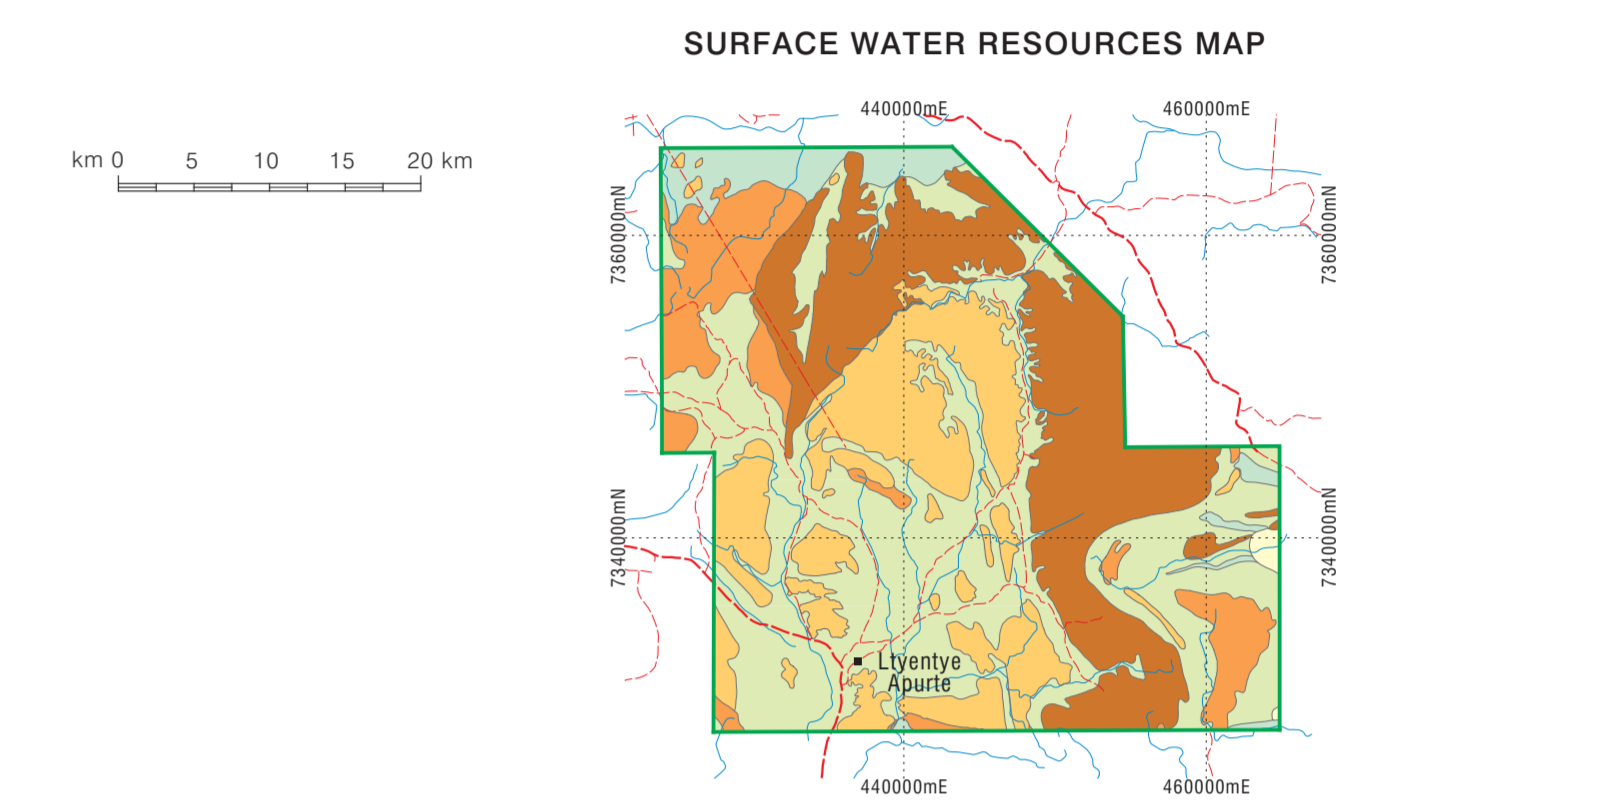 SURFACE WATER RESOURCES MAP
440000mE
460000mE
km 0 5 10 15 20 km
7360000mN
7360000mN
7340000mN
7340000mN
Ltyentye
Apurte
440000mE
460000mE